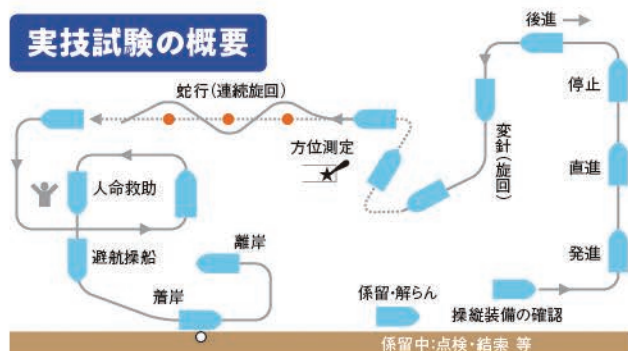 実技試験の概要
後進
停止
蛇行(連続旋回)
方位測定
変針(旋回)
直進
人命救助
避航操船
離岸
発進
着岸
係留・解らん
操縦装備の確認
係留中:点検・結索 等